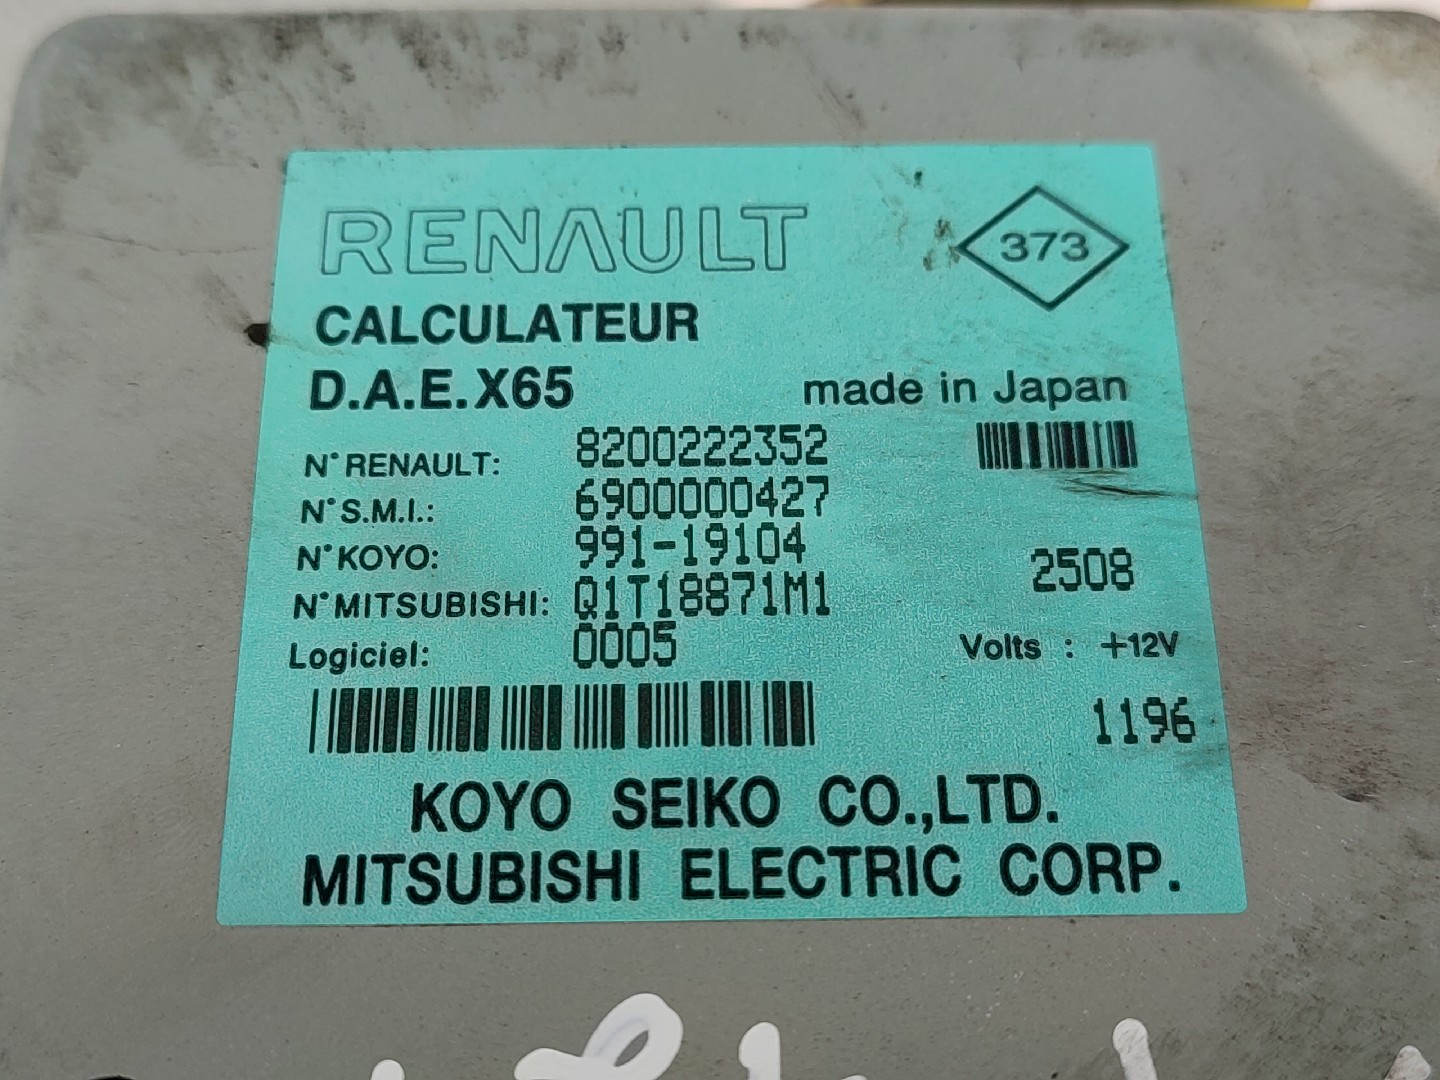 RENAULT 373
CALCULATEUR
D.A.E.X65 made in Japan
N° RENAULT: 8200222352
N° S.M.I.: 6900000427
N° KOYO: 991-19104 2508
N° MITSUBISHI: Q1T18871M1
Logiciel: 0005 Volts : +12V
1196
KOYO SEIKO CO.,LTD.
MITSUBISHI ELECTRIC CORP.